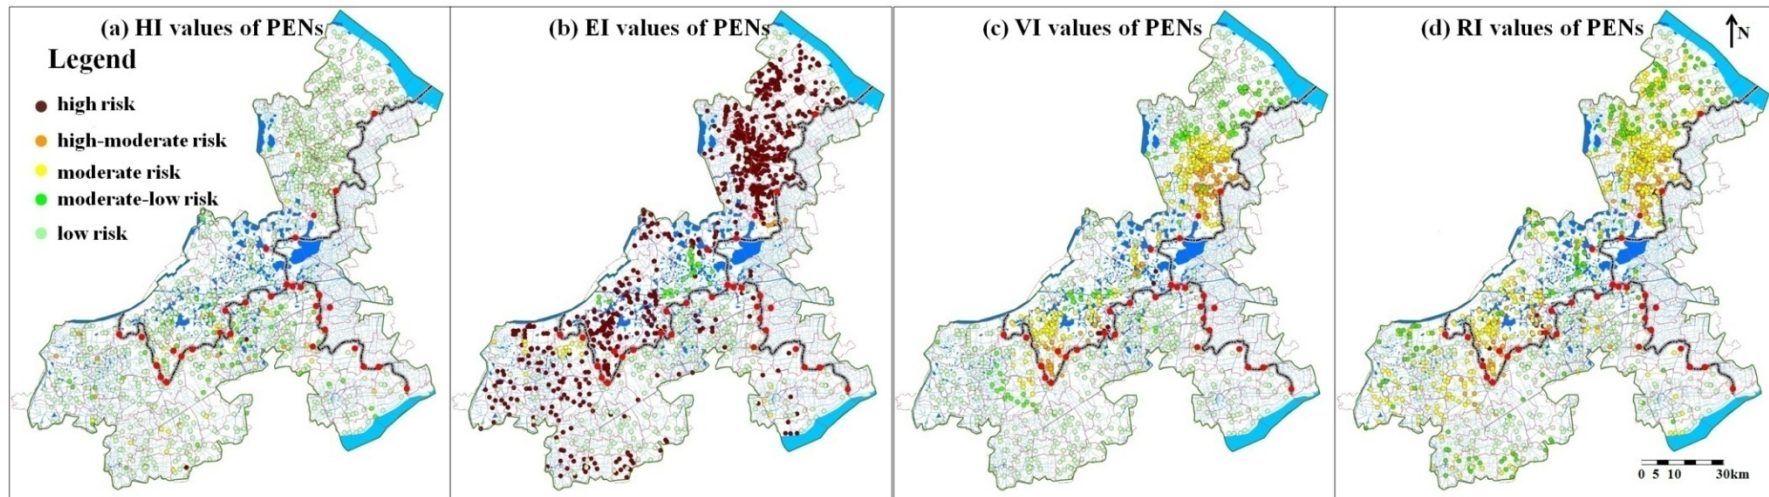 (a) HI values of PENs
(b) EI values of PENs
(c) VI values of PENs
(d) RI values of PENs
N
Legend
high risk
high-moderate risk
moderate risk
moderate-low risk
low risk
0 5 10 30km